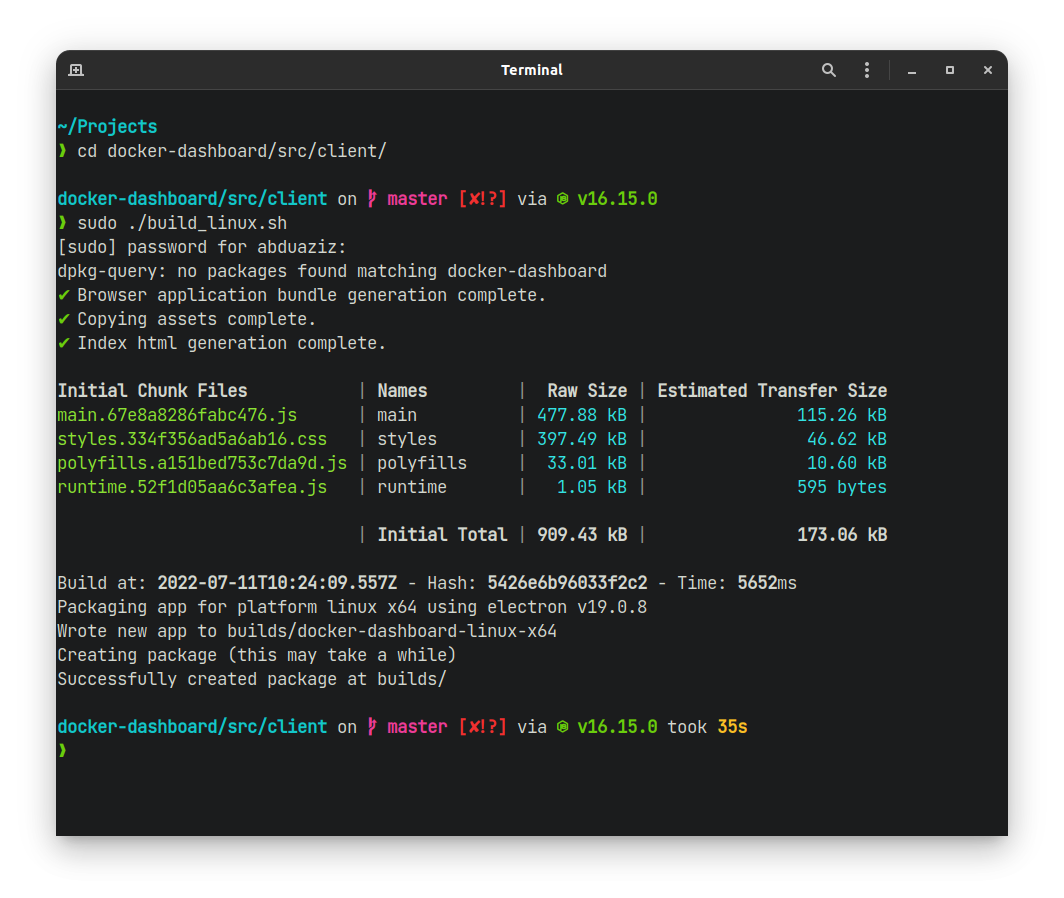 Terminal
~/Projects
❱ cd docker-dashboard/src/client/
docker-dashboard/src/client on master [✘!?] via v16.15.0
❱ sudo ./build_linux.sh
[sudo] password for abduaziz:
dpkg-query: no packages found matching docker-dashboard
✔ Browser application bundle generation complete.
✔ Copying assets complete.
✔ Index html generation complete.
Initial Chunk Files | Names | Raw Size | Estimated Transfer Size
main.67e8a8286fabc476.js | main | 477.88 kB | 115.26 kB
styles.334f356ad5a6ab16.css | styles | 397.49 kB | 46.62 kB
polyfills.a151bed753c7da9d.js | polyfills | 33.01 kB | 10.60 kB
runtime.52f1d05aa6c3afea.js | runtime | 1.05 kB | 595 bytes
| Initial Total | 909.43 kB | 173.06 kB
Build at: 2022-07-11T10:24:09.557Z - Hash: 5426e6b96033f2c2 - Time: 5652ms
Packaging app for platform linux x64 using electron v19.0.8
Wrote new app to builds/docker-dashboard-linux-x64
Creating package (this may take a while)
Successfully created package at builds/
docker-dashboard/src/client on master [✘!?] via v16.15.0 took 35s
❱